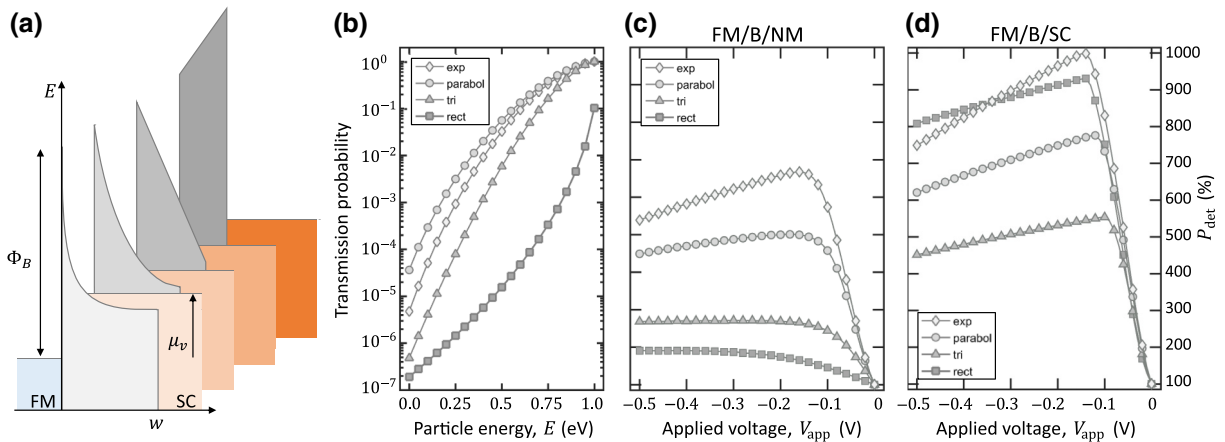 (a)
E
Φ_B
μ_v
FM
SC
w
(b)
Transmission probability
10^0
10^-1
10^-2
10^-3
10^-4
10^-5
10^-6
10^-7
exp
parabol
tri
rect
0.0 0.25 0.5 0.75 1.0
Particle energy, E (eV)
(c)
FM/B/NM
exp
parabol
tri
rect
−0.5 −0.4 −0.3 −0.2 −0.1 0
Applied voltage, V_app (V)
(d)
FM/B/SC
exp
parabol
tri
rect
−0.5 −0.4 −0.3 −0.2 −0.1 0
Applied voltage, V_app (V)
1000
900
800
700
600
500
400
300
200
100
P_det (%)